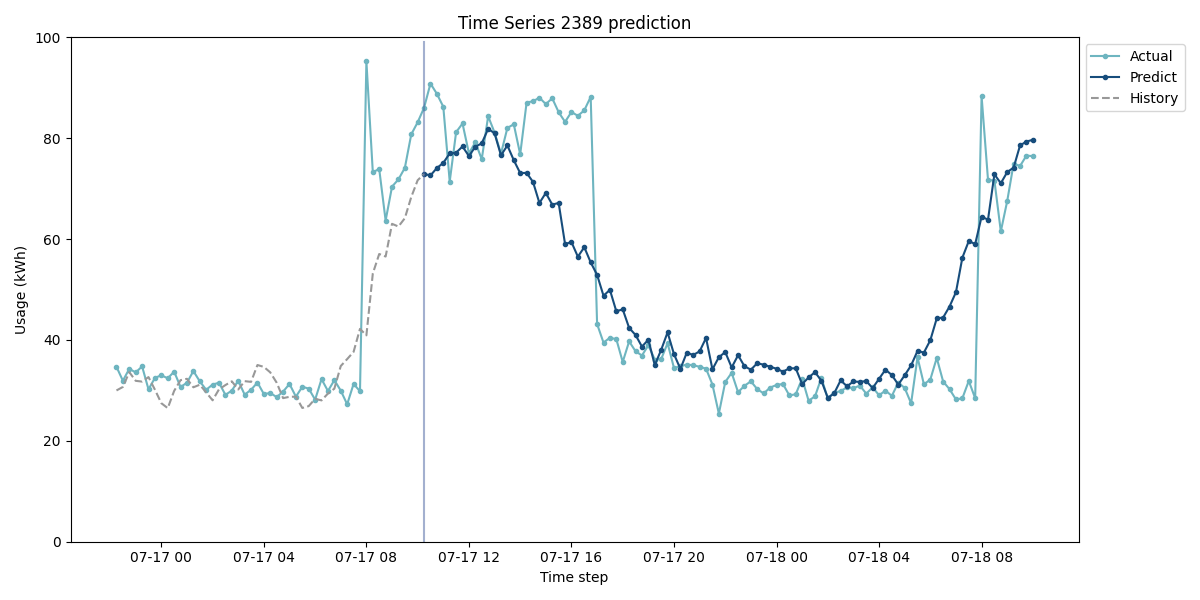 Time Series 2389 prediction
Usage (kWh)
100
80
60
40
20
0
07-17 00
07-17 04
07-17 08
07-17 12
07-17 16
07-17 20
07-18 00
07-18 04
07-18 08
Time step
Actual
Predict
History